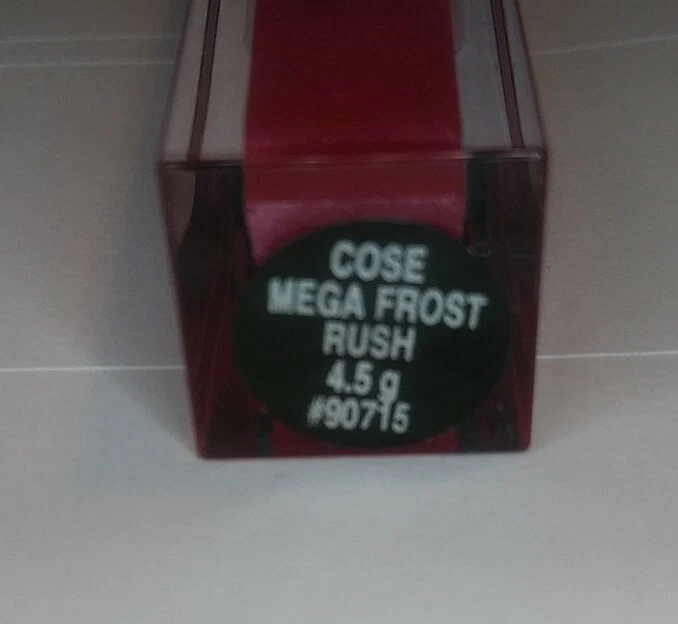 COSE
MEGA FROST
RUSH
4.5 g
#90715